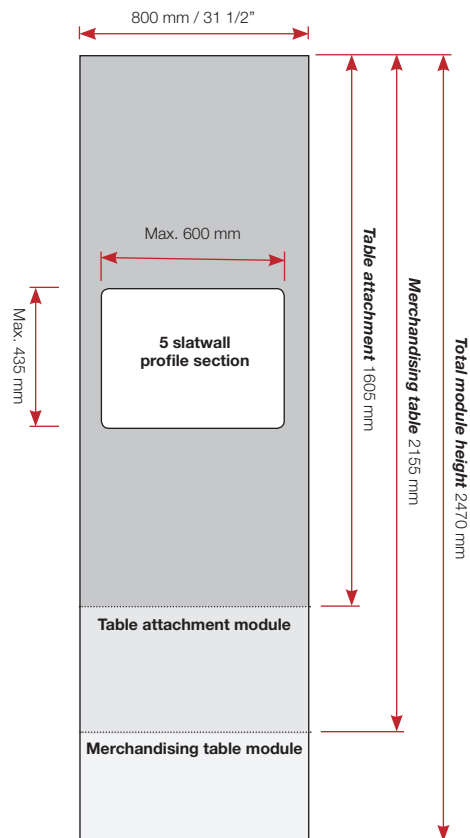 800 mm / 31 1/2”
Max. 600 mm
Max. 435 mm
5 slatwall
profile section
Table attachment 1605 mm
Merchandising table 2155 mm
Total module height 2470 mm
Table attachment module
Merchandising table module